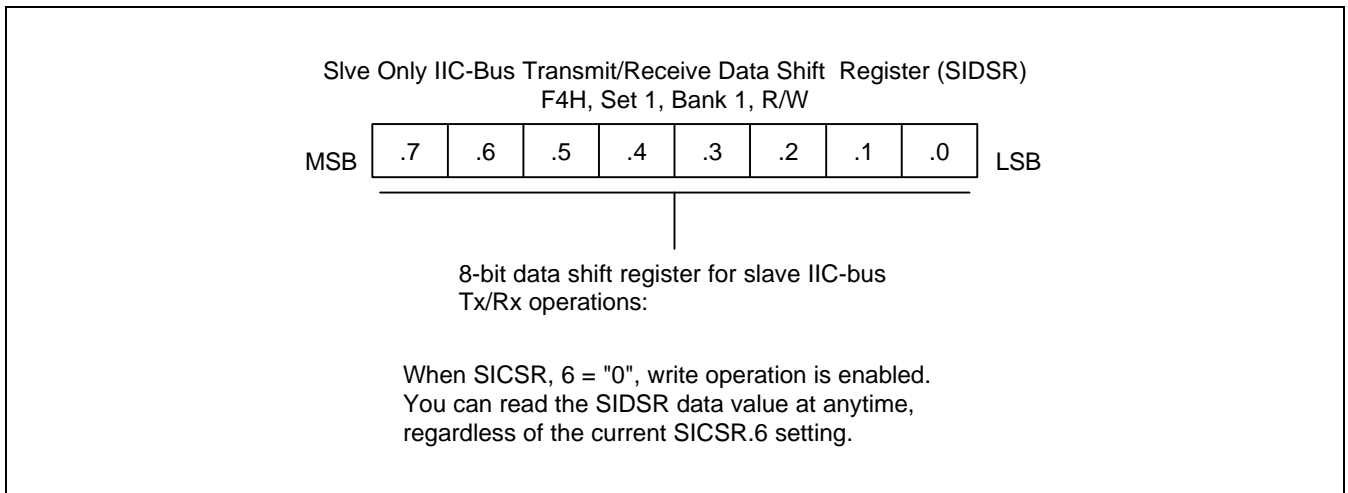 Slve Only IIC-Bus Transmit/Receive Data Shift Register (SIDSR)
F4H, Set 1, Bank 1, R/W
MSB .7 .6 .5 .4 .3 .2 .1 .0 LSB
8-bit data shift register for slave IIC-bus
Tx/Rx operations:
When SICSR, 6 = "0", write operation is enabled.
You can read the SIDSR data value at anytime,
regardless of the current SICSR.6 setting.